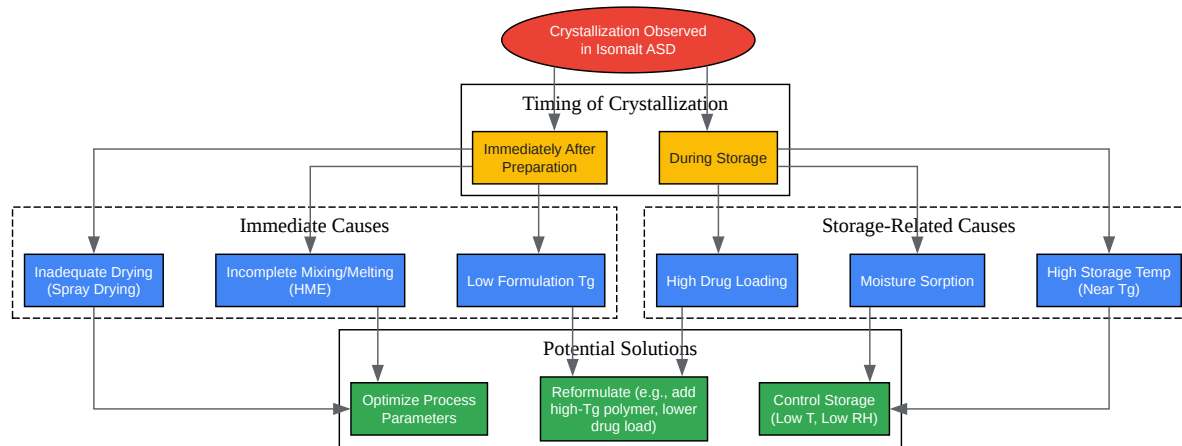 Crystallization Observed
in Isomalt ASD
Timing of Crystallization
Immediately After
Preparation
During Storage
Immediate Causes
Storage-Related Causes
Inadequate Drying
(Spray Drying)
Incomplete Mixing/Melting
(HME)
Low Formulation Tg
High Drug Loading
Moisture Sorption
High Storage Temp
(Near Tg)
Potential Solutions
Optimize Process
Parameters
Reformulate (e.g., add
high-Tg polymer, lower
drug load)
Control Storage
(Low T, Low RH)